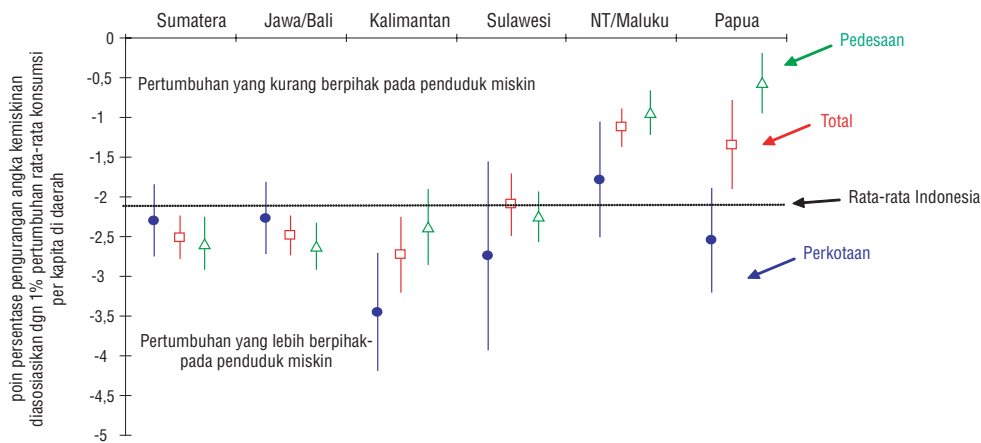 Sumatera Jawa/Bali Kalimantan Sulawesi NT/Maluku Papua
0
-0,5
-1
-1,5
-2
-2,5
-3
-3,5
-4
-4,5
-5
poin persentase pengurangan angka kemiskinan
diasosiasikan dgn 1% pertumbuhan rata-rata konsumsi
per kapita di daerah
Pertumbuhan yang kurang berpihak pada penduduk miskin
Pertumbuhan yang lebih berpihak-
pada penduduk miskin
Pedesaan
Total
Rata-rata Indonesia
Perkotaan